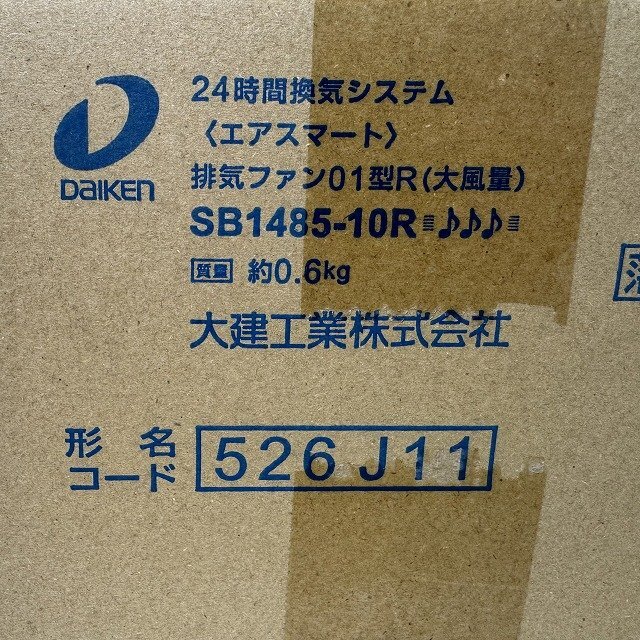 DAIKEN
24時間換気システム
〈エアスマート〉
排気ファン01型R(大風量)
SB1485-10R≡♪♪♪≡
質量 約0.6kg
大建工業株式会社
形名
コード
526 J11